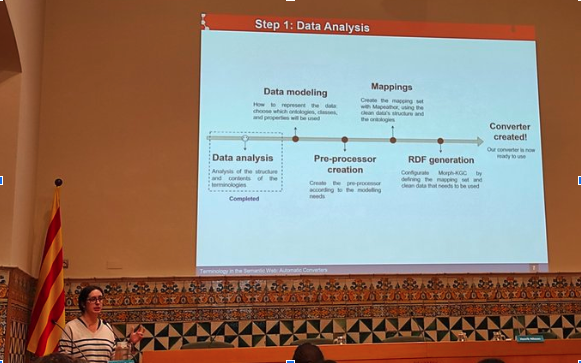 Step 1: Data Analysis
Data modeling
How to represent the data:
choose which ontologies, classes,
and properties will be used
Mappings
Create the mapping set
with Mapeathor, using the
clean data's structure and
the ontologies
Converter
created!
Our converter is now
ready to use
Data analysis
Analysis of the structure
and contents of the
terminologies
Completed
Pre-processor
creation
Create the pre-processor
according to the modelling
needs
RDF generation
Configurate Morph-KGC by
defining the mapping set and
clean data that needs to be used
Terminology in the Semantic Web: Automatic Converters